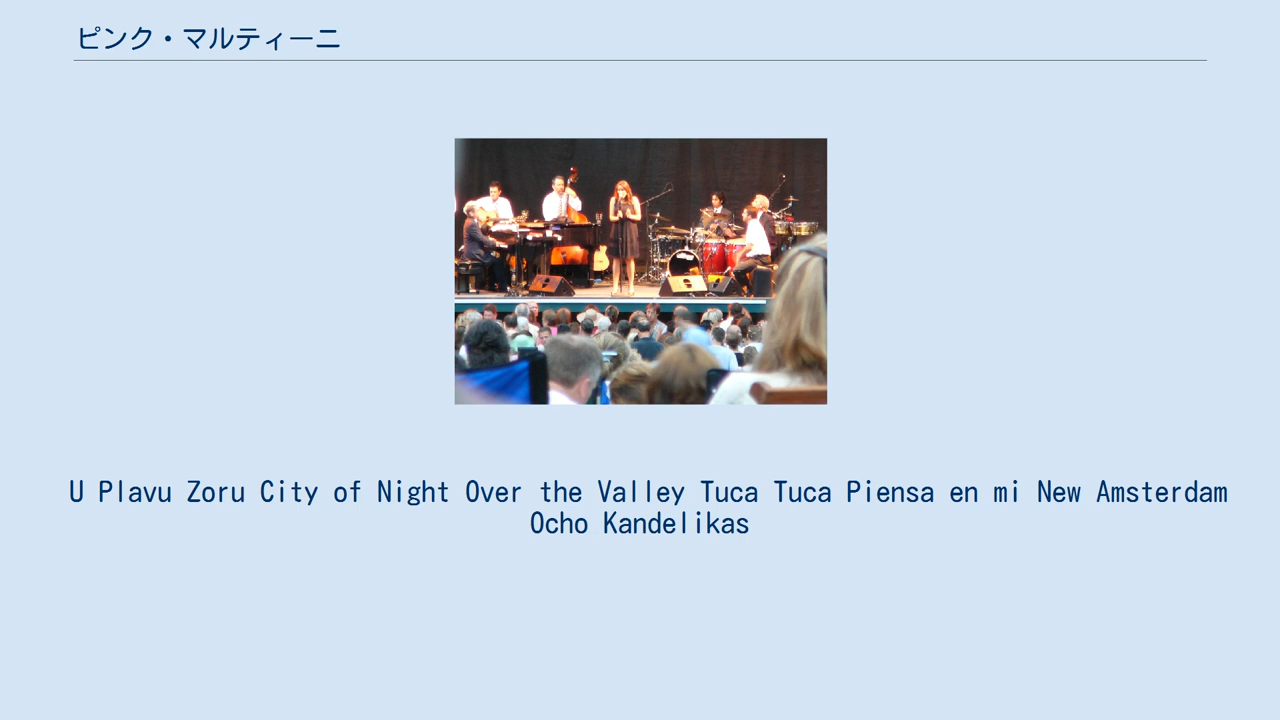 ピンク・マルティーニ
U Plavu Zoru City of Night Over the Valley Tuca Tuca Piensa en mi New Amsterdam
Ocho Kandelikas